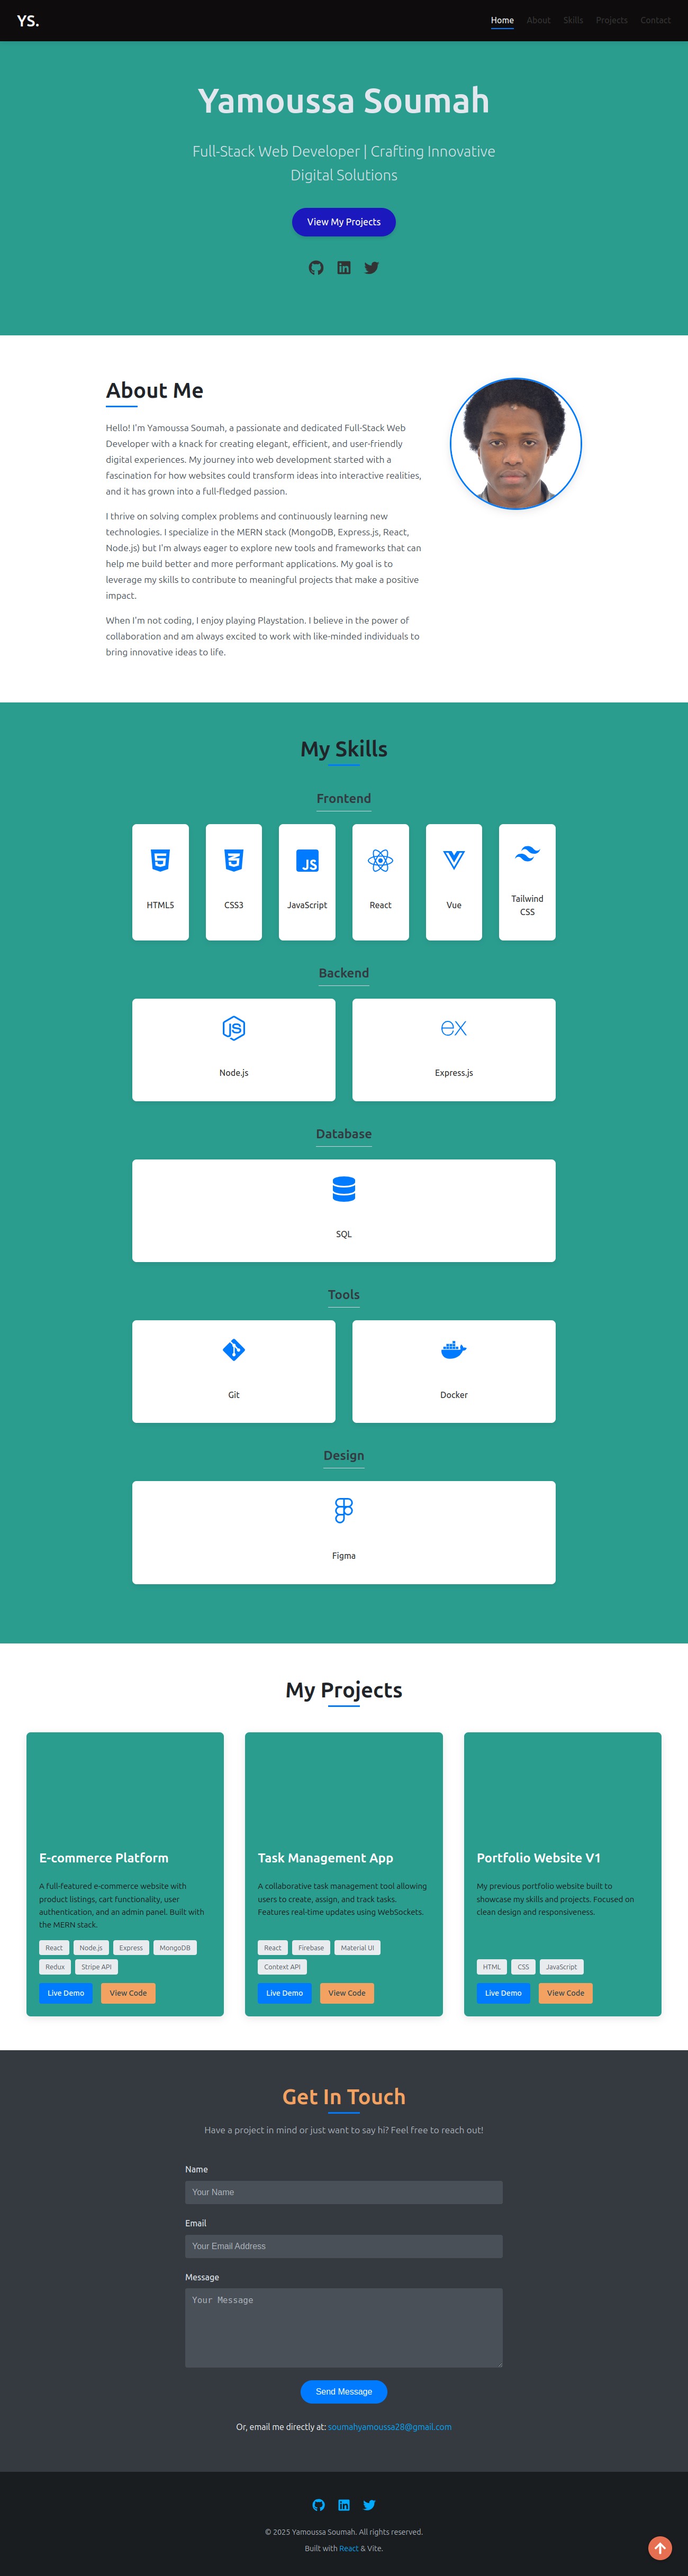 YS.
Home About Skills Projects Contact
Yamoussa Soumah
Full-Stack Web Developer | Crafting Innovative
Digital Solutions
View My Projects
About Me
Hello! I'm Yamoussa Soumah, a passionate and dedicated Full-Stack Web
Developer with a knack for creating elegant, efficient, and user-friendly
digital experiences. My journey into web development started with a
fascination for how websites could transform ideas into interactive realities,
and it has grown into a full-fledged passion.
I thrive on solving complex problems and continuously learning new
technologies. I specialize in the MERN stack (MongoDB, Express.js, React,
Node.js) but I'm always eager to explore new tools and frameworks that can
help me build better and more performant applications. My goal is to
leverage my skills to contribute to meaningful projects that make a positive
impact.
When I'm not coding, I enjoy playing Playstation. I believe in the power of
collaboration and am always excited to work with like-minded individuals to
bring innovative ideas to life.
My Skills
Frontend
JS
HTML5 CSS3 JavaScript React Vue Tailwind
CSS
Backend
JS
ex
Node.js Express.js
Database
SQL
Tools
Git Docker
Design
Figma
My Projects
E-commerce Platform
A full-featured e-commerce website with
product listings, cart functionality, user
authentication, and an admin panel. Built with
the MERN stack.
React Node.js Express MongoDB
Redux Stripe API
Live Demo View Code
Task Management App
A collaborative task management tool allowing
users to create, assign, and track tasks.
Features real-time updates using WebSockets.
React Firebase Material UI
Context API
Live Demo View Code
Portfolio Website V1
My previous portfolio website built to
showcase my skills and projects. Focused on
clean design and responsiveness.
HTML CSS JavaScript
Live Demo View Code
Get In Touch
Have a project in mind or just want to say hi? Feel free to reach out!
Name
Your Name
Email
Your Email Address
Message
Your Message
Send Message
Or, email me directly at: soumahyamoussa28@gmail.com
© 2025 Yamoussa Soumah. All rights reserved.
Built with React & Vite.